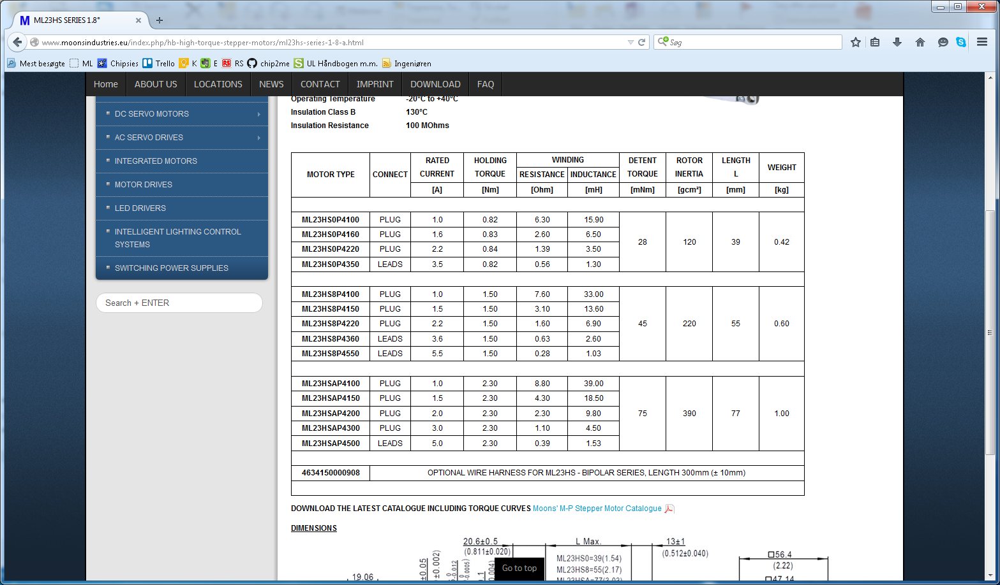 ML23HS SERIES 1.8°
www.moonsindustries.eu/index.php/hb-high-torque-stepper-motors/ml23hs-series-1-8-a.html
Søg
Mest besøgte ML Chipsies Trello K E RS RS chip2me S UL Håndbogen m.m. Ingeniøren
Home ABOUT US LOCATIONS NEWS CONTACT IMPRINT DOWNLOAD FAQ
DC SERVO MOTORS
AC SERVO DRIVES
INTEGRATED MOTORS
MOTOR DRIVES
LED DRIVERS
INTELLIGENT LIGHTING CONTROL
SYSTEMS
SWITCHING POWER SUPPLIES
Search + ENTER
Operating Temperature -20°C to +40°C
Insulation Class B 130°C
Insulation Resistance 100 MOhms
MOTOR TYPE CONNECT RATED CURRENT HOLDING TORQUE WINDING RESISTANCE INDUCTANCE DETENT TORQUE ROTOR INERTIA LENGTH L WEIGHT
[A] [Nm] [Ohm] [mH] [mNm] [gcm²] [mm] [kg]
ML23HS0P4100 PLUG 1.0 0.82 6.30 15.90
ML23HS0P4160 PLUG 1.6 0.83 2.60 6.50
28 120 39 0.42
ML23HS0P4220 PLUG 2.2 0.84 1.39 3.50
ML23HS0P4350 LEADS 3.5 0.82 0.56 1.30
ML23HS8P4100 PLUG 1.0 1.50 7.60 33.00
ML23HS8P4150 PLUG 1.5 1.50 3.10 13.60
ML23HS8P4220 PLUG 2.2 1.50 1.60 6.90 45 220 55 0.60
ML23HS8P4360 LEADS 3.6 1.50 0.63 2.60
ML23HS8P4550 LEADS 5.5 1.50 0.28 1.03
ML23HSAP4100 PLUG 1.0 2.30 8.80 39.00
ML23HSAP4150 PLUG 1.5 2.30 4.30 18.50
ML23HSAP4200 PLUG 2.0 2.30 2.30 9.80 75 390 77 1.00
ML23HSAP4300 PLUG 3.0 2.30 1.10 4.50
ML23HSAP4500 LEADS 5.0 2.30 0.39 1.53
4634150000908 OPTIONAL WIRE HARNESS FOR ML23HS - BIPOLAR SERIES, LENGTH 300mm (± 10mm)
DOWNLOAD THE LATEST CATALOGUE INCLUDING TORQUE CURVES Moons' M-P Stepper Motor Catalogue
DIMENSIONS
20.6±0.5 L Max. 13±1
(0.811±0.020) (0.512±0.040)
ML23HS0=39(1.54)
ML23HS8=55(2.17)
ML23HSA=77(3.03)
□56.4
(2.22)
□47.14
19.06
Go to top